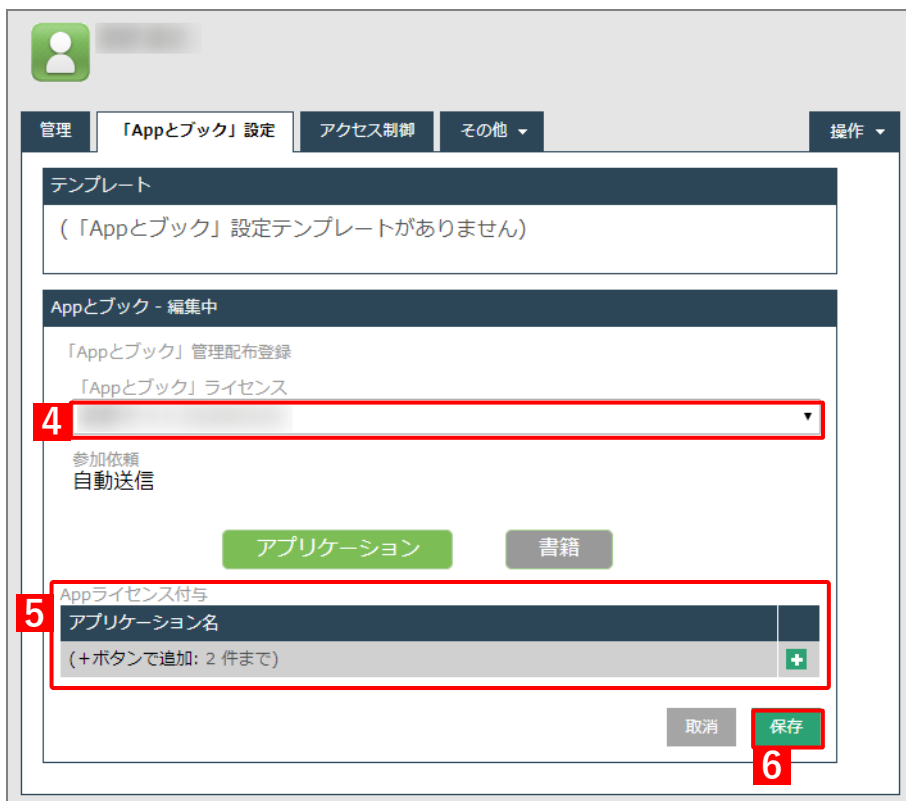 管理
「Appとブック」設定
アクセス制御
その他 ▼
操作 ▼
テンプレート
(「Appとブック」設定テンプレートがありません)
Appとブック - 編集中
「Appとブック」管理配布登録
「Appとブック」ライセンス
4
参加依頼
自動送信
アプリケーション
書籍
Appライセンス付与
5
アプリケーション名
(+ボタンで追加: 2 件まで)
取消
保存
6